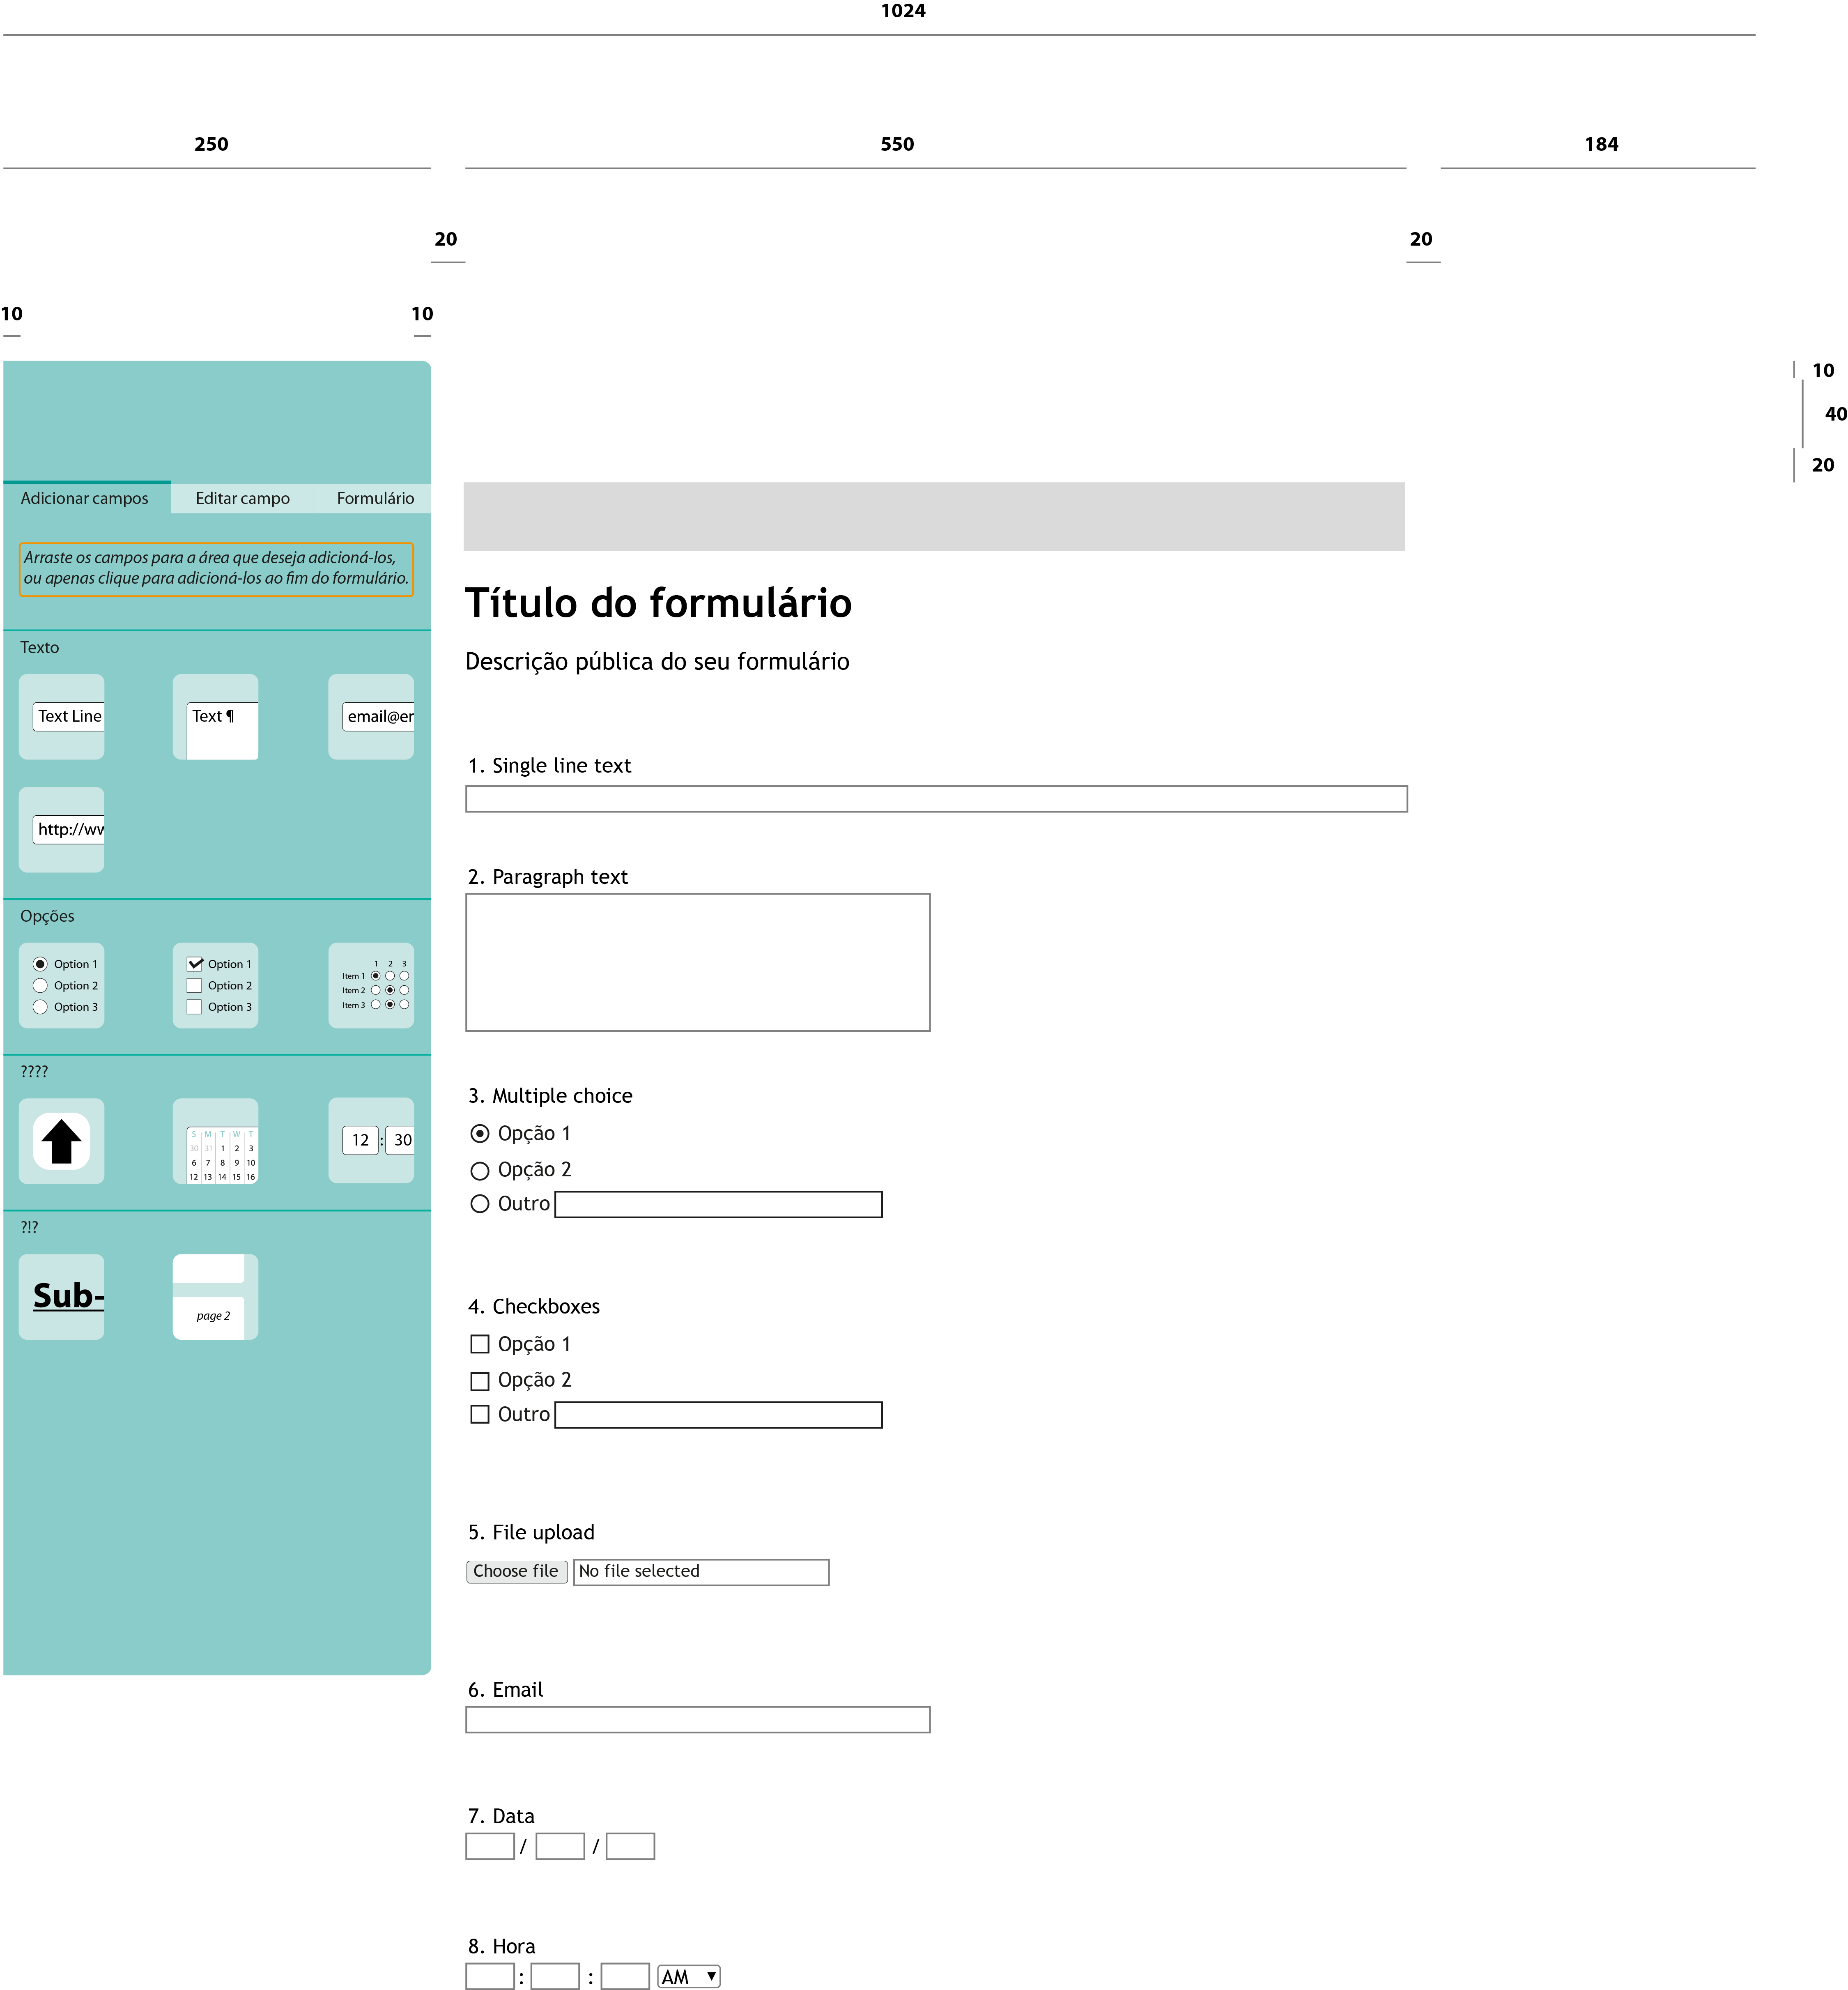 1024
250
550
184
20
20
10
10
10
40
20
Adicionar campos
Editar campo
Formulário
Arraste os campos para a área que deseja adicioná-los,
ou apenas clique para adicioná-los ao fim do formulário.
Texto
Text Line
Text ¶
email@er
http://ww
Opções
Option 1
Option 2
Option 3
Option 1
Option 2
Option 3
1 2 3
Item 1
Item 2
Item 3
????
S M T W T
30 31 1 2 3
6 7 8 9 10
12 13 14 15 16
12 : 30
?!?
Sub-
page 2
Título do formulário
Descrição pública do seu formulário
1. Single line text
2. Paragraph text
3. Multiple choice
Opção 1
Opção 2
Outro
4. Checkboxes
Opção 1
Opção 2
Outro
5. File upload
Choose file No file selected
6. Email
7. Data
/ /
8. Hora
: : AM ▼